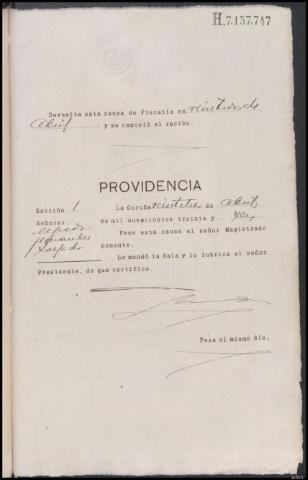 H.7.137.747
Devuelta esta causa de Fiscalía en veintidos de
Abril y se canceló el recibo.
PROVIDENCIA
Sección 1
Señores:
Salgado
La Coruña veintitres de Abril
de mil novecientos treinta y
Pase esta causa al señor Magistrado
ponente.
Lo mandó la Sala y lo rubrica el señor
Presidente, de que certifico.
Pasa el mismo día.